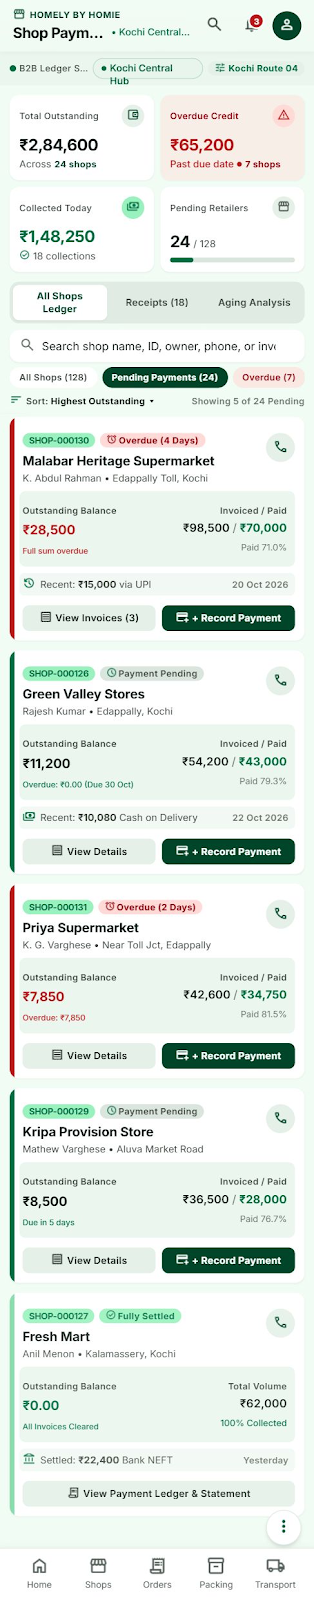 HOMELY BY HOMIE
Shop Paym... • Kochi Central...
3
B2B Ledger S...
Kochi Central Hub
Kochi Route 04
Total Outstanding
₹2,84,600
Across 24 shops
Overdue Credit
₹65,200
Past due date • 7 shops
Collected Today
₹1,48,250
18 collections
Pending Retailers
24 / 128
All Shops Ledger
Receipts (18)
Aging Analysis
Search shop name, ID, owner, phone, or inv
All Shops (128)
Pending Payments (24)
Overdue (7)
Sort: Highest Outstanding
Showing 5 of 24 Pending
SHOP-000130
Overdue (4 Days)
Malabar Heritage Supermarket
K. Abdul Rahman • Edappally Toll, Kochi
Outstanding Balance
Invoiced / Paid
₹28,500
₹98,500 / ₹70,000
Full sum overdue
Paid 71.0%
Recent: ₹15,000 via UPI
20 Oct 2026
View Invoices (3)
+ Record Payment
SHOP-000126
Payment Pending
Green Valley Stores
Rajesh Kumar • Edappally, Kochi
Outstanding Balance
Invoiced / Paid
₹11,200
₹54,200 / ₹43,000
Overdue: ₹0.00 (Due 30 Oct)
Paid 79.3%
Recent: ₹10,080 Cash on Delivery
22 Oct 2026
View Details
+ Record Payment
SHOP-000131
Overdue (2 Days)
Priya Supermarket
K. G. Varghese • Near Toll Jct, Edappally
Outstanding Balance
Invoiced / Paid
₹7,850
₹42,600 / ₹34,750
Overdue: ₹7,850
Paid 81.5%
View Details
+ Record Payment
SHOP-000129
Payment Pending
Kripa Provision Store
Mathew Varghese • Aluva Market Road
Outstanding Balance
Invoiced / Paid
₹8,500
₹36,500 / ₹28,000
Due in 5 days
Paid 76.7%
View Details
+ Record Payment
SHOP-000127
Fully Settled
Fresh Mart
Anil Menon • Kalamassery, Kochi
Outstanding Balance
Total Volume
₹0.00
₹62,000
All Invoices Cleared
100% Collected
Settled: ₹22,400 Bank NEFT
Yesterday
View Payment Ledger & Statement
Home
Shops
Orders
Packing
Transport